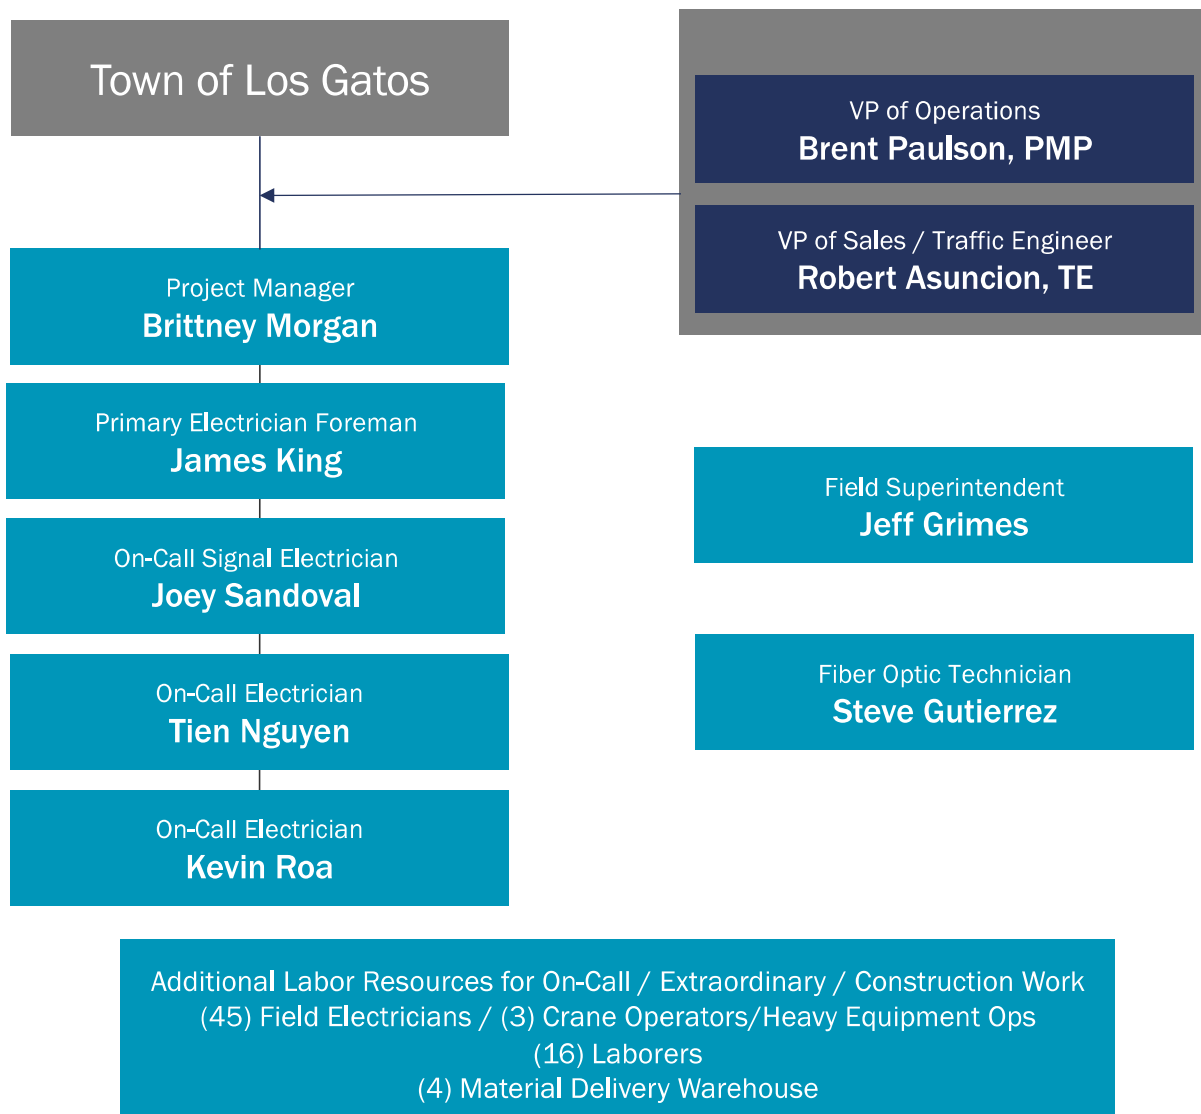 Town of Los Gatos
VP of Operations
Brent Paulson, PMP
VP of Sales / Traffic Engineer
Robert Asuncion, TE
Project Manager
Brittney Morgan
Primary Electrician Foreman
James King
On-Call Signal Electrician
Joey Sandoval
On-Call Electrician
Tien Nguyen
On-Call Electrician
Kevin Roa
Field Superintendent
Jeff Grimes
Fiber Optic Technician
Steve Gutierrez
Additional Labor Resources for On-Call / Extraordinary / Construction Work
(45) Field Electricians / (3) Crane Operators/Heavy Equipment Ops
(16) Laborers
(4) Material Delivery Warehouse